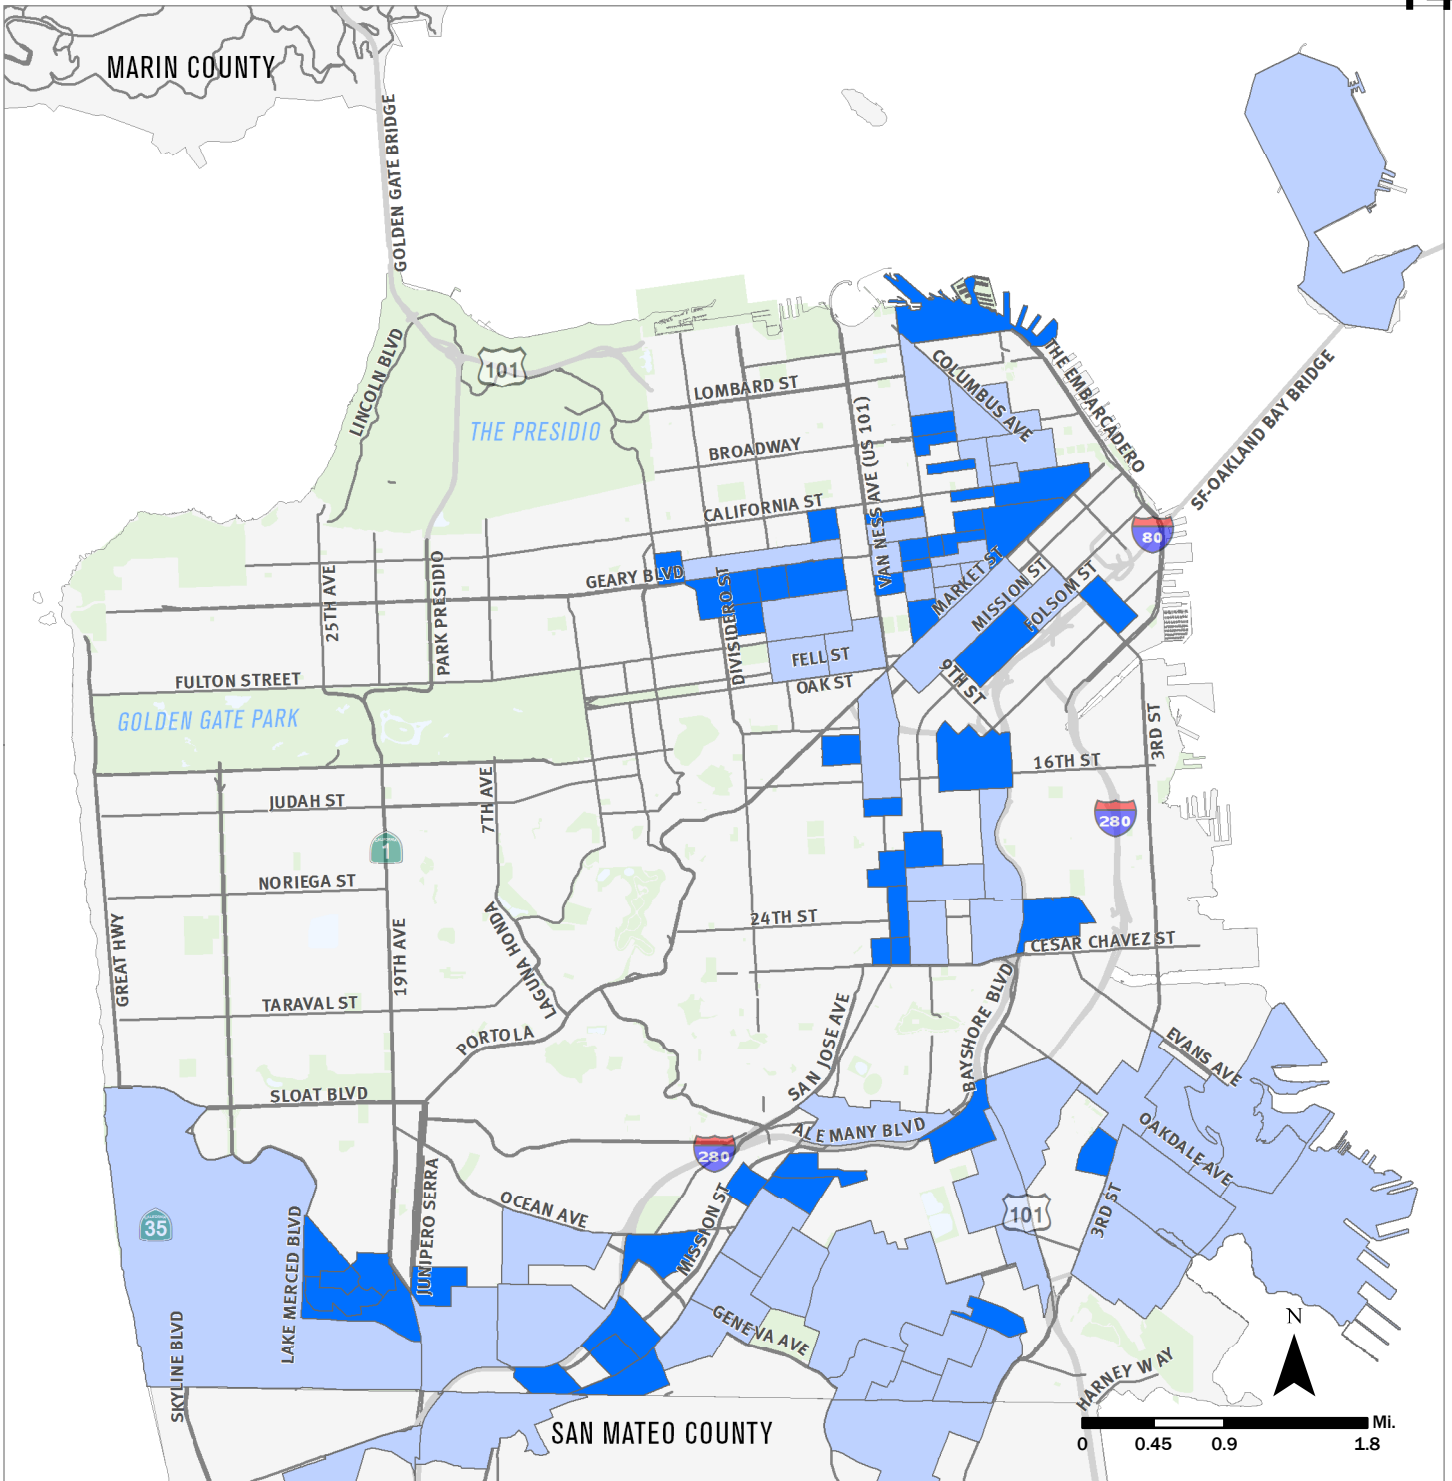 MARIN COUNTY
GOLDEN GATE BRIDGE
LINCOLN BLVD
101
THE PRESIDIO
LOMBARD ST
BROADWAY
CALIFORNIA ST
VAN NESS AVE (US 101)
COLUMBUS AVE
THE EMBARCADERO
SF-OAKLAND BAY BRIDGE
80
GEARY BLVD
25TH AVE
PARK PRESIDIO
DIVISIDERO ST
MARKET ST
MISSION ST
FOLSOM ST
9TH ST
FULTON STREET
FELL ST
OAK ST
GOLDEN GATE PARK
3RD ST
16TH ST
JUDAH ST
7TH AVE
280
1
NORIEGA ST
24TH ST
GREAT HWY
19TH AVE
LAGUNA HONDA
CESAR CHAVEZ ST
TARAVAL ST
PORTOLA
SAN JOSE AVE
BAYSHORE BLVD
EVANS AVE
SLOAT BLVD
ALEMANY BLVD
OAKDALE AVE
280
35
LAKE MERCED BLVD
JUNIPERO SERRA
OCEAN AVE
MISSION ST
101
3RD ST
SKYLINE BLVD
GENEVA AVE
HARNEY WAY
N
SAN MATEO COUNTY
Mi.
0 0.45 0.9 1.8